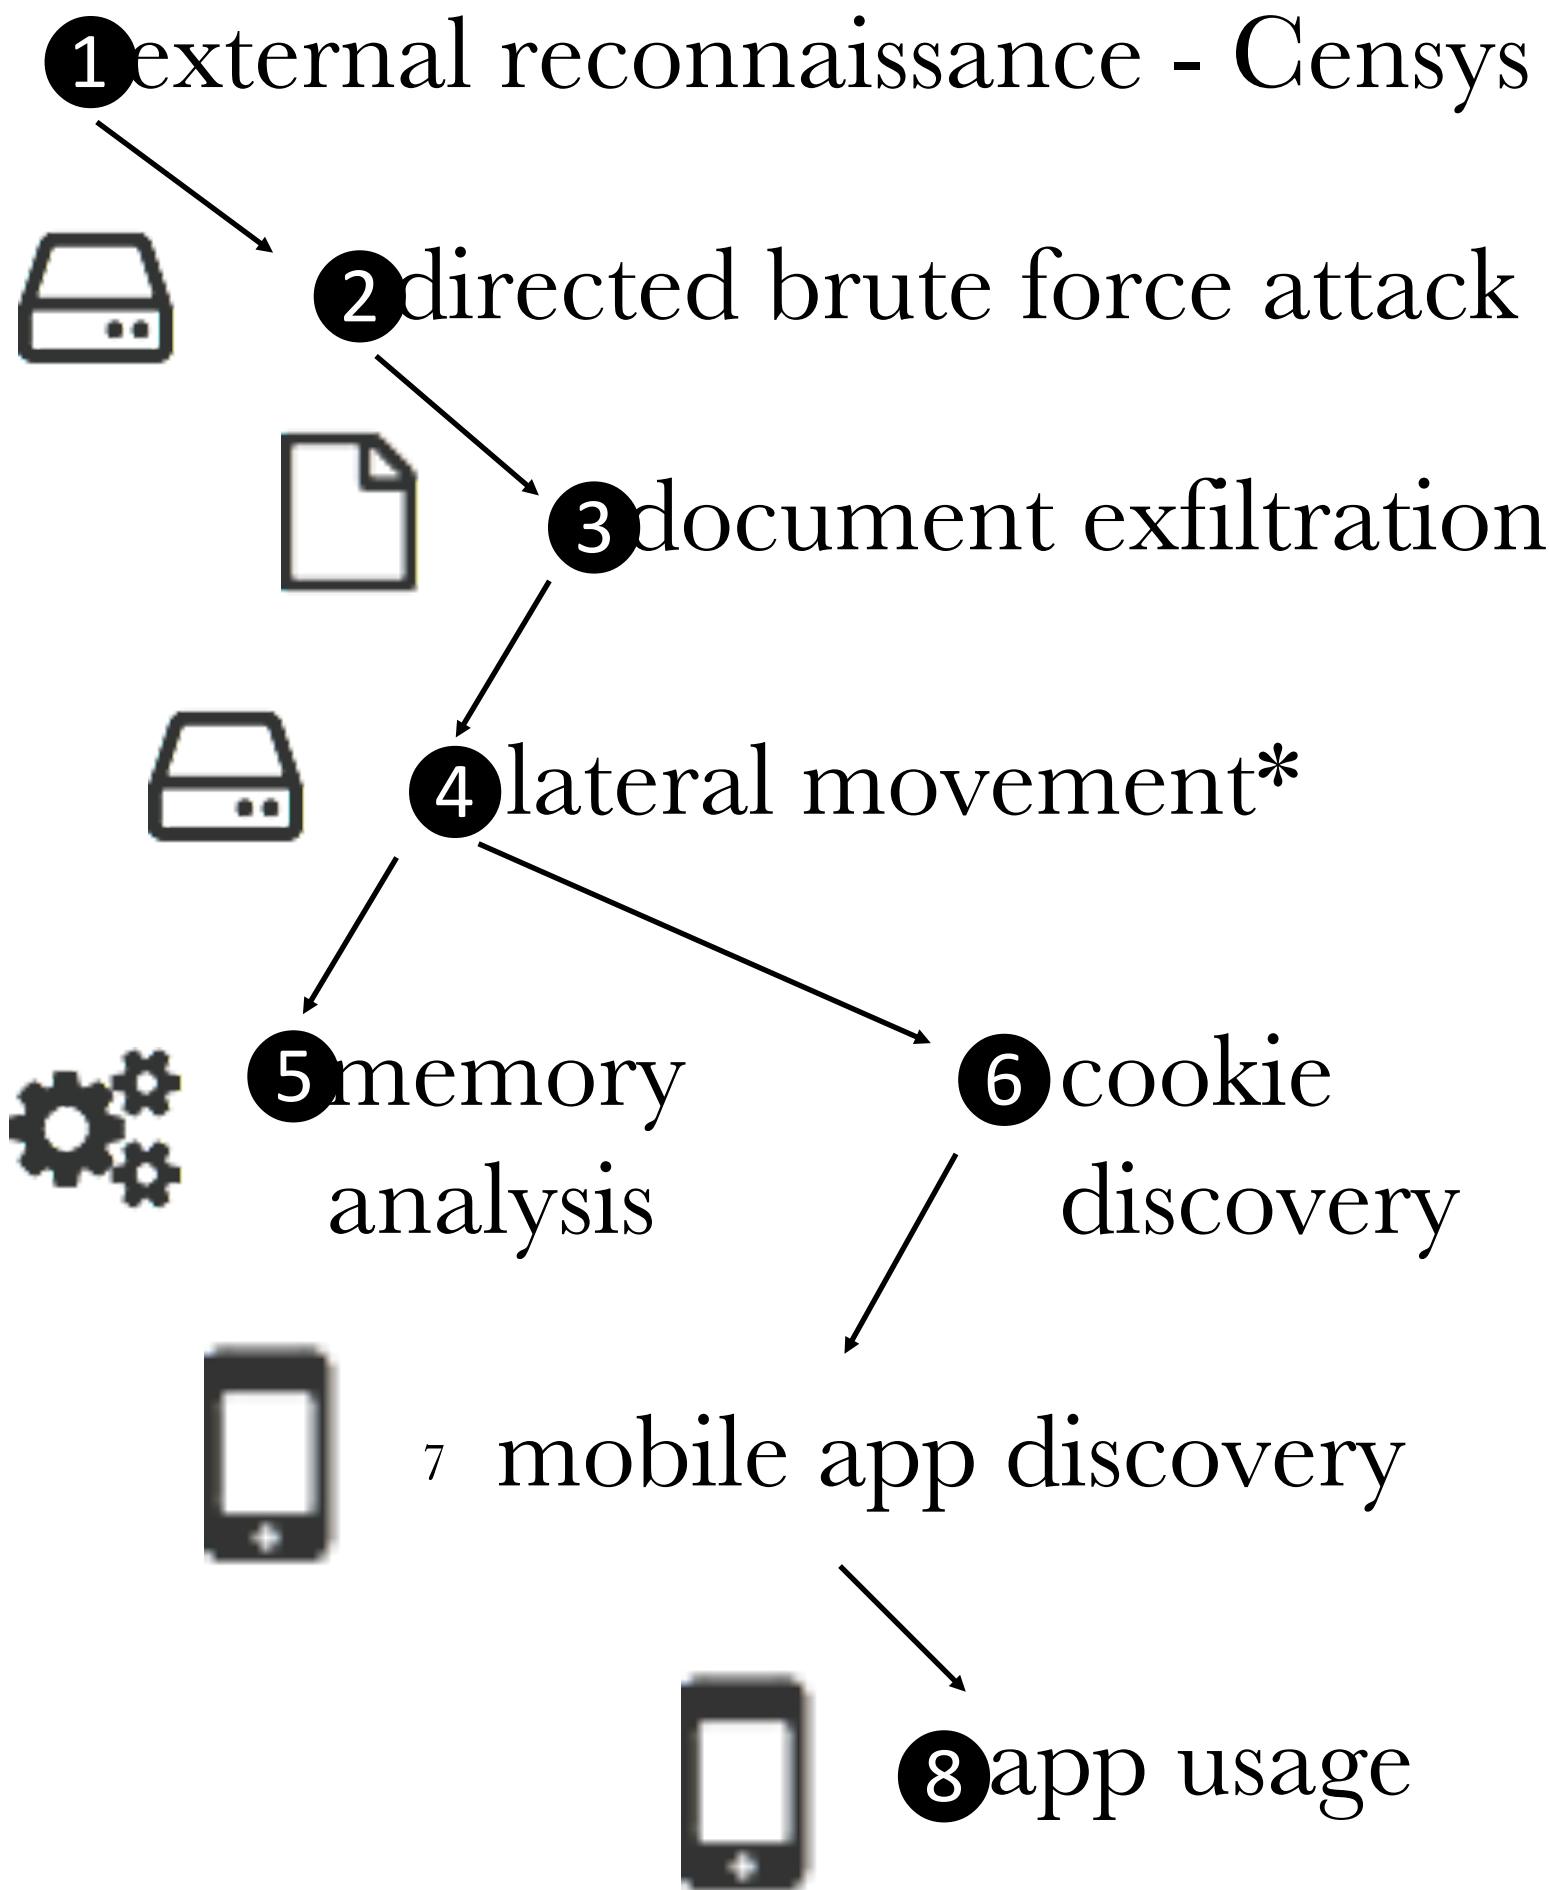 1 external reconnaissance - Censys
2 directed brute force attack
3 document exfiltration
4 lateral movement*
5 memory
analysis
6 cookie
discovery
7 mobile app discovery
8 app usage